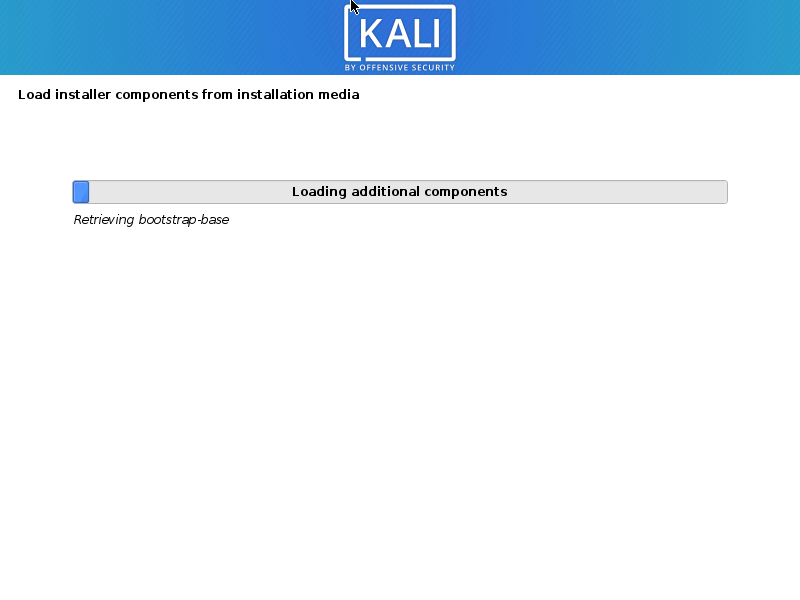 KALI
BY OFFENSIVE SECURITY
Load installer components from installation media
Loading additional components
Retrieving bootstrap-base